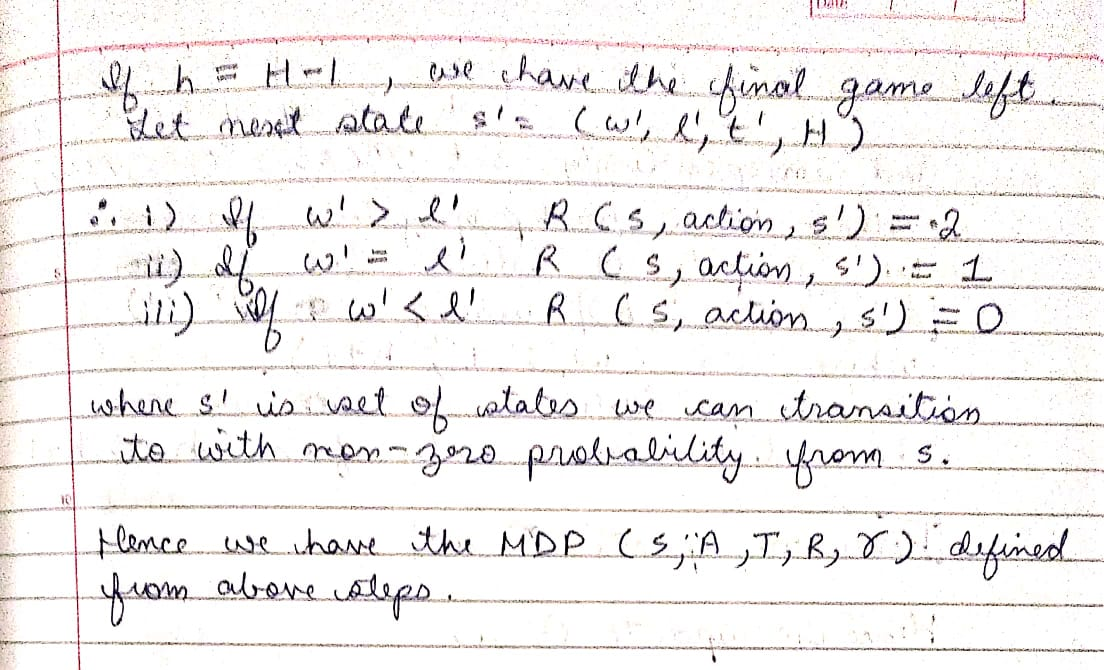 Date
If h = H-1 , we have the final game left.
Let next state s' = (w', l', t', H)
∴ i) If w' > l' , R (s, action, s') = 2
ii) If w' = l' R (s, action, s') = 1
iii) if w' < l' R (s, action, s') = 0
where s' is set of states we can transition
to with non-zero probability from s.
10
Hence we have the MDP (S, A, T, R, γ) defined
from above steps.